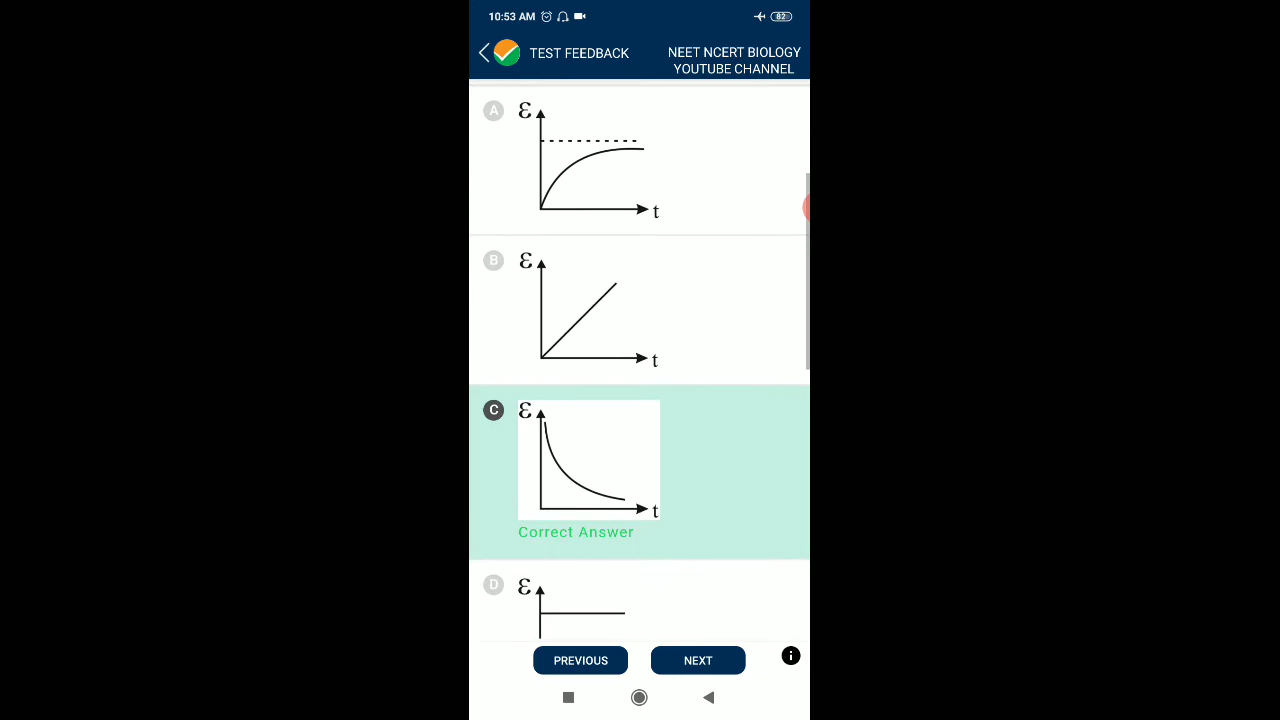 10:53 AM
82
TEST FEEDBACK
NEET NCERT BIOLOGY
YOUTUBE CHANNEL
A
ε
t
B
ε
t
C
ε
t
Correct Answer
D
ε
PREVIOUS
NEXT
i